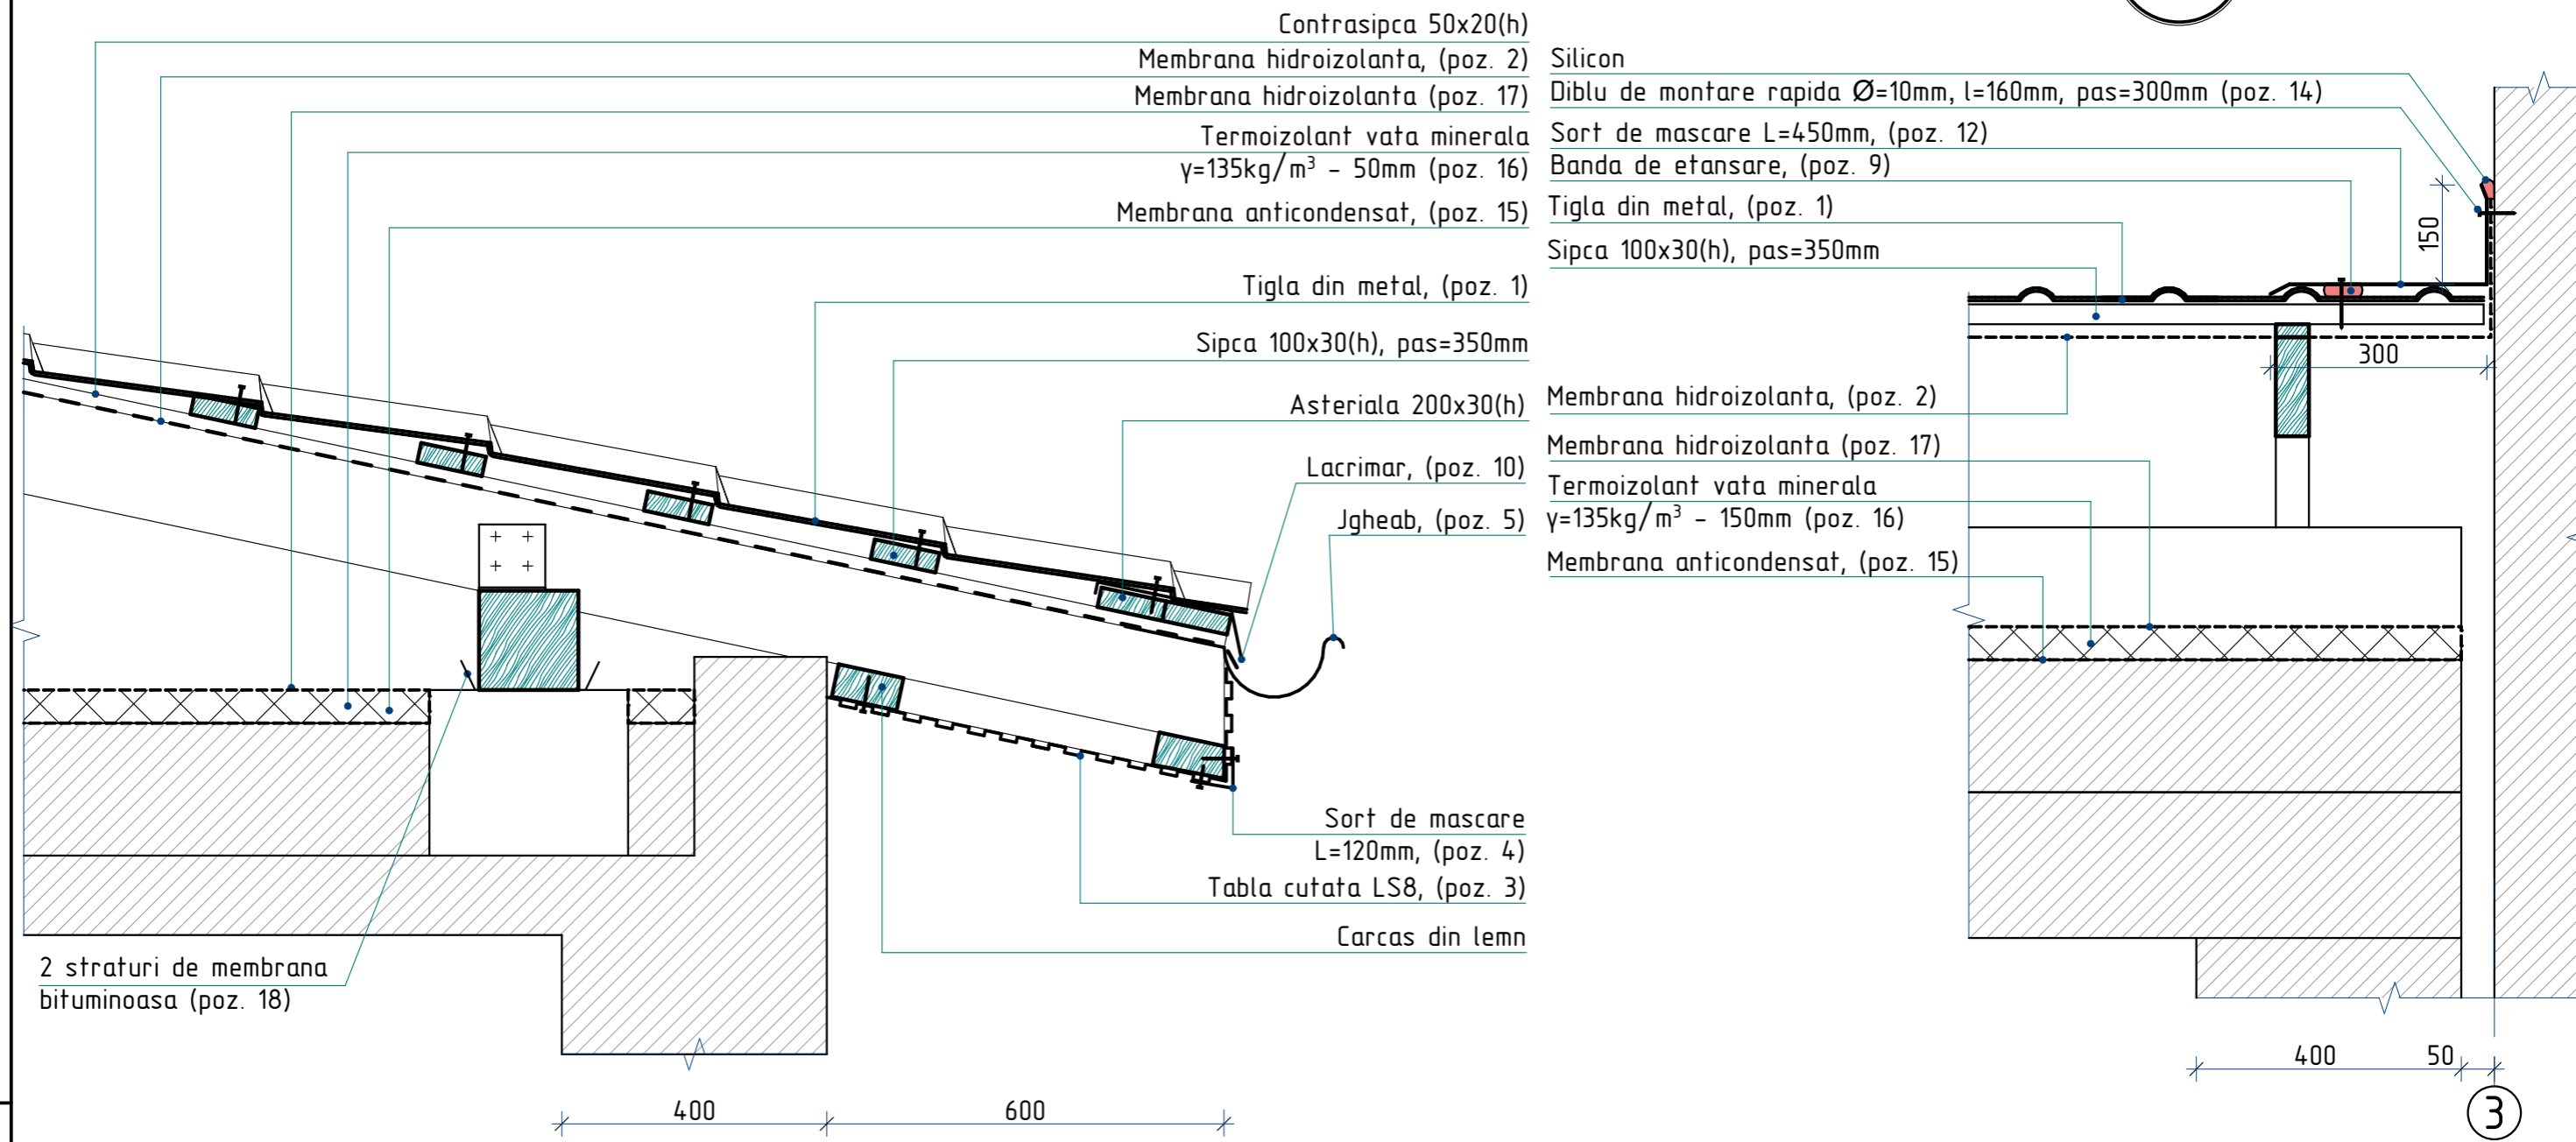 Contrasipca 50x20(h)
Membrana hidroizolanta, (poz. 2)
Membrana hidroizolanta (poz. 17)
Termoizolant vata minerala
γ=135kg/m³ - 50mm (poz. 16)
Membrana anticondensat, (poz. 15)
Tigla din metal, (poz. 1)
Sipca 100x30(h), pas=350mm
Asteriala 200x30(h)
Lacrimar, (poz. 10)
Jgheab, (poz. 5)
Sort de mascare
L=120mm, (poz. 4)
Tabla cutata LS8, (poz. 3)
Carcas din lemn
2 straturi de membrana
bituminoasa (poz. 18)
400
600
Silicon
Diblu de montare rapida Ø=10mm, l=160mm, pas=300mm (poz. 14)
Sort de mascare L=450mm, (poz. 12)
Banda de etansare, (poz. 9)
Tigla din metal, (poz. 1)
Sipca 100x30(h), pas=350mm
150
300
Membrana hidroizolanta, (poz. 2)
Membrana hidroizolanta (poz. 17)
Termoizolant vata minerala
γ=135kg/m³ - 150mm (poz. 16)
Membrana anticondensat, (poz. 15)
400
50
3